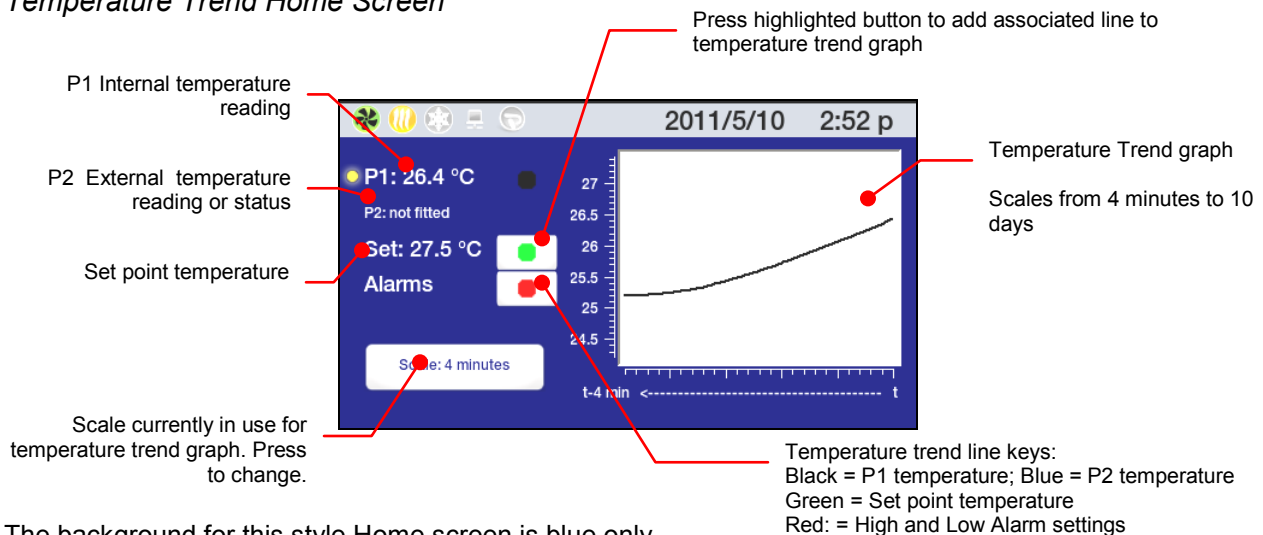 Temperature Trend Home Screen
Press highlighted button to add associated line to
temperature trend graph
P1 Internal temperature
reading
P2 External temperature
reading or status
Set point temperature
Scale currently in use for
temperature trend graph. Press
to change.
2011/5/10 2:52 p
P1: 26.4 °C
P2: not fitted
Set: 27.5 °C
Alarms
Scale: 4 minutes
27
26.5
26
25.5
25
24.5
t-4 min <---------------------------------------- t
Temperature Trend graph
Scales from 4 minutes to 10
days
Temperature trend line keys:
Black = P1 temperature; Blue = P2 temperature
Green = Set point temperature
Red: = High and Low Alarm settings
The background for this style Home screen is blue only